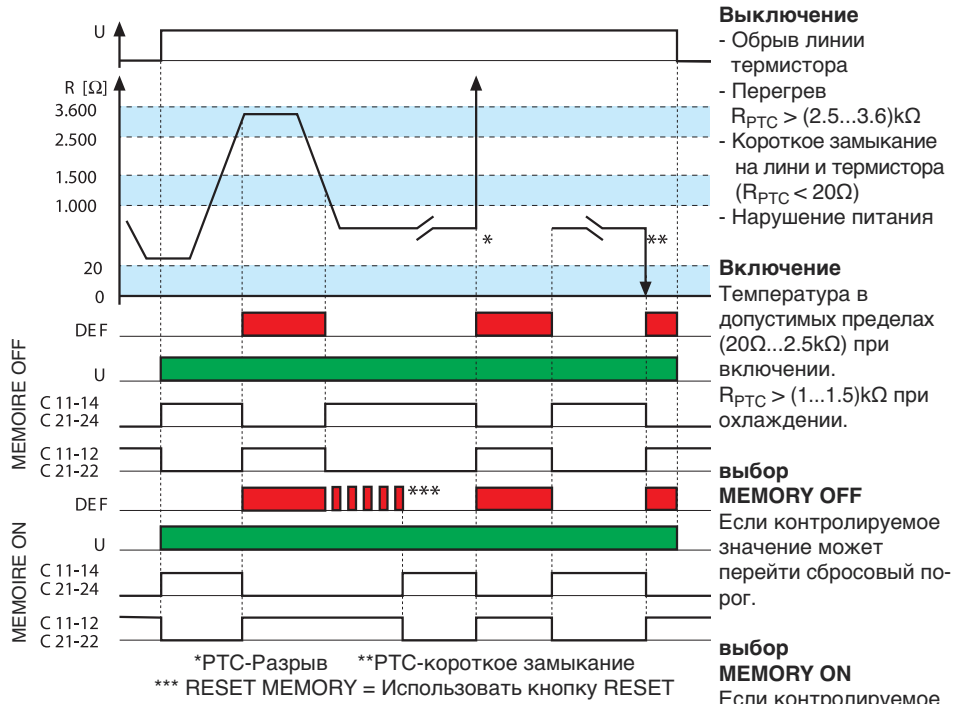 U
R [Ω]
3.600
2.500
1.500
1.000
20
0
*
**
DEF
U
C 11-14
C 21-24
C 11-12
C 21-22
MEMOIRE OFF
DEF
***
U
C 11-14
C 21-24
C 11-12
C 21-22
MEMOIRE ON
*PTC-Разрыв **PTC-короткое замыкание
*** RESET MEMORY = Использовать кнопку RESET
Выключение
- Обрыв линии
термистора
- Перегрев
RPTC > (2.5...3.6)kΩ
- Короткое замыкание
на лини и термистора
(RPTC < 20Ω)
- Нарушение питания
Включение
Температура в
допустимых пределах
(20Ω...2.5kΩ) при
включении.
RPTC > (1...1.5)kΩ при
охлаждении.
выбор
MEMORY OFF
Если контролируемое
значение может
перейти сбросовый по-
рог.
выбор
MEMORY ON
Если контролируемое